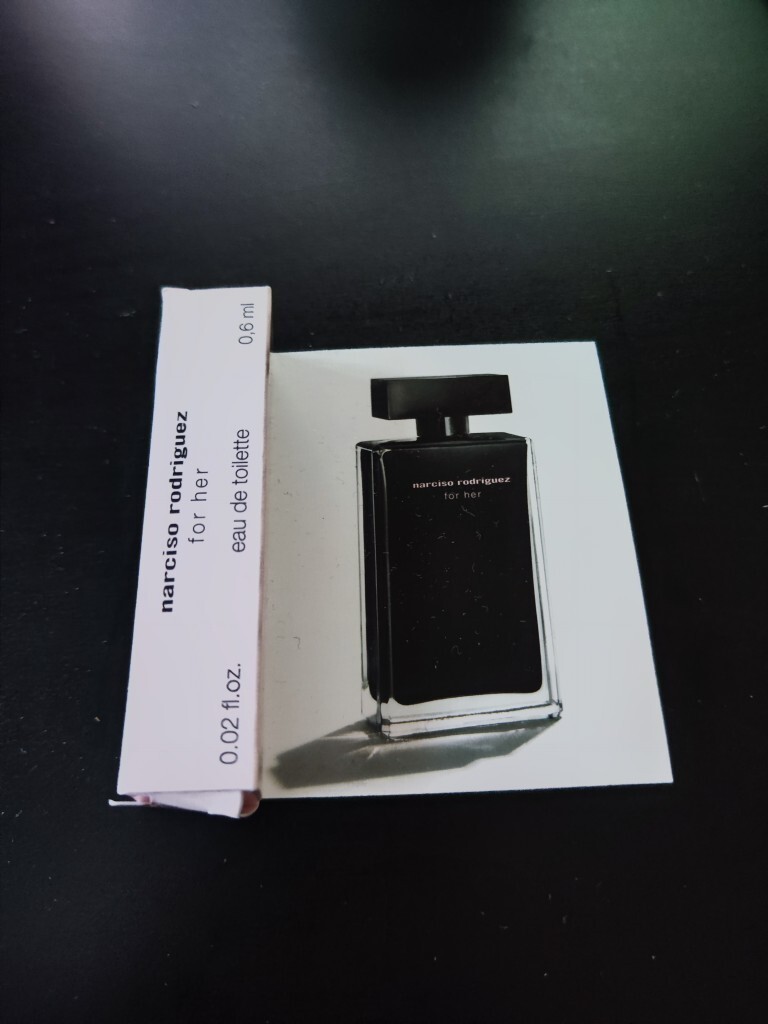 narciso rodriguez
for her
eau de toilette
0.02 fl.oz.
0,6 ml
narciso rodriguez
for her